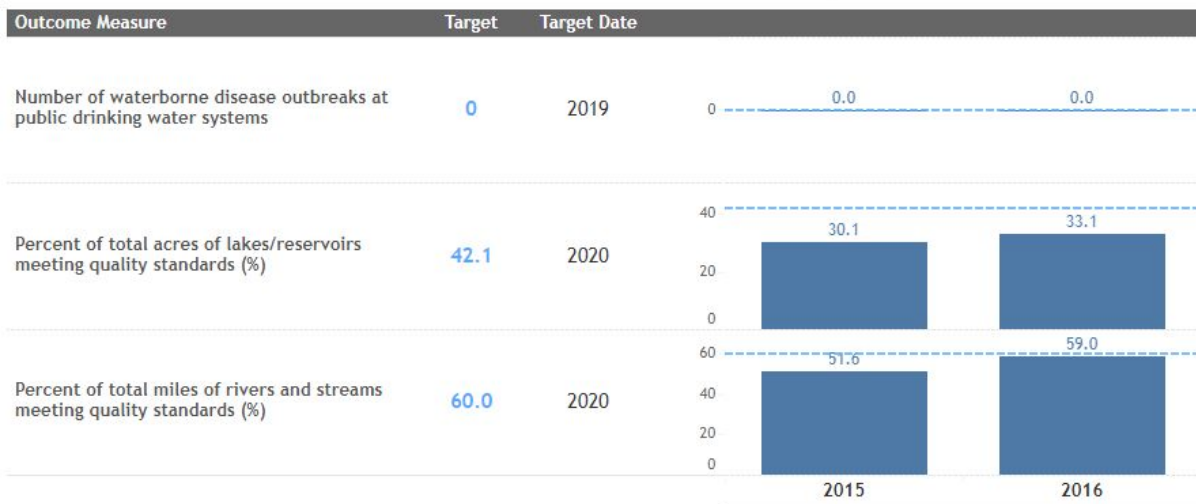 Outcome Measure Target Target Date
Number of waterborne disease outbreaks at
public drinking water systems
0 2019
0 0.0 0.0
Percent of total acres of lakes/reservoirs
meeting quality standards (%)
42.1 2020
40
30.1 33.1
20
0
Percent of total miles of rivers and streams
meeting quality standards (%)
60.0 2020
60
51.6 59.0
40
20
0
2015 2016